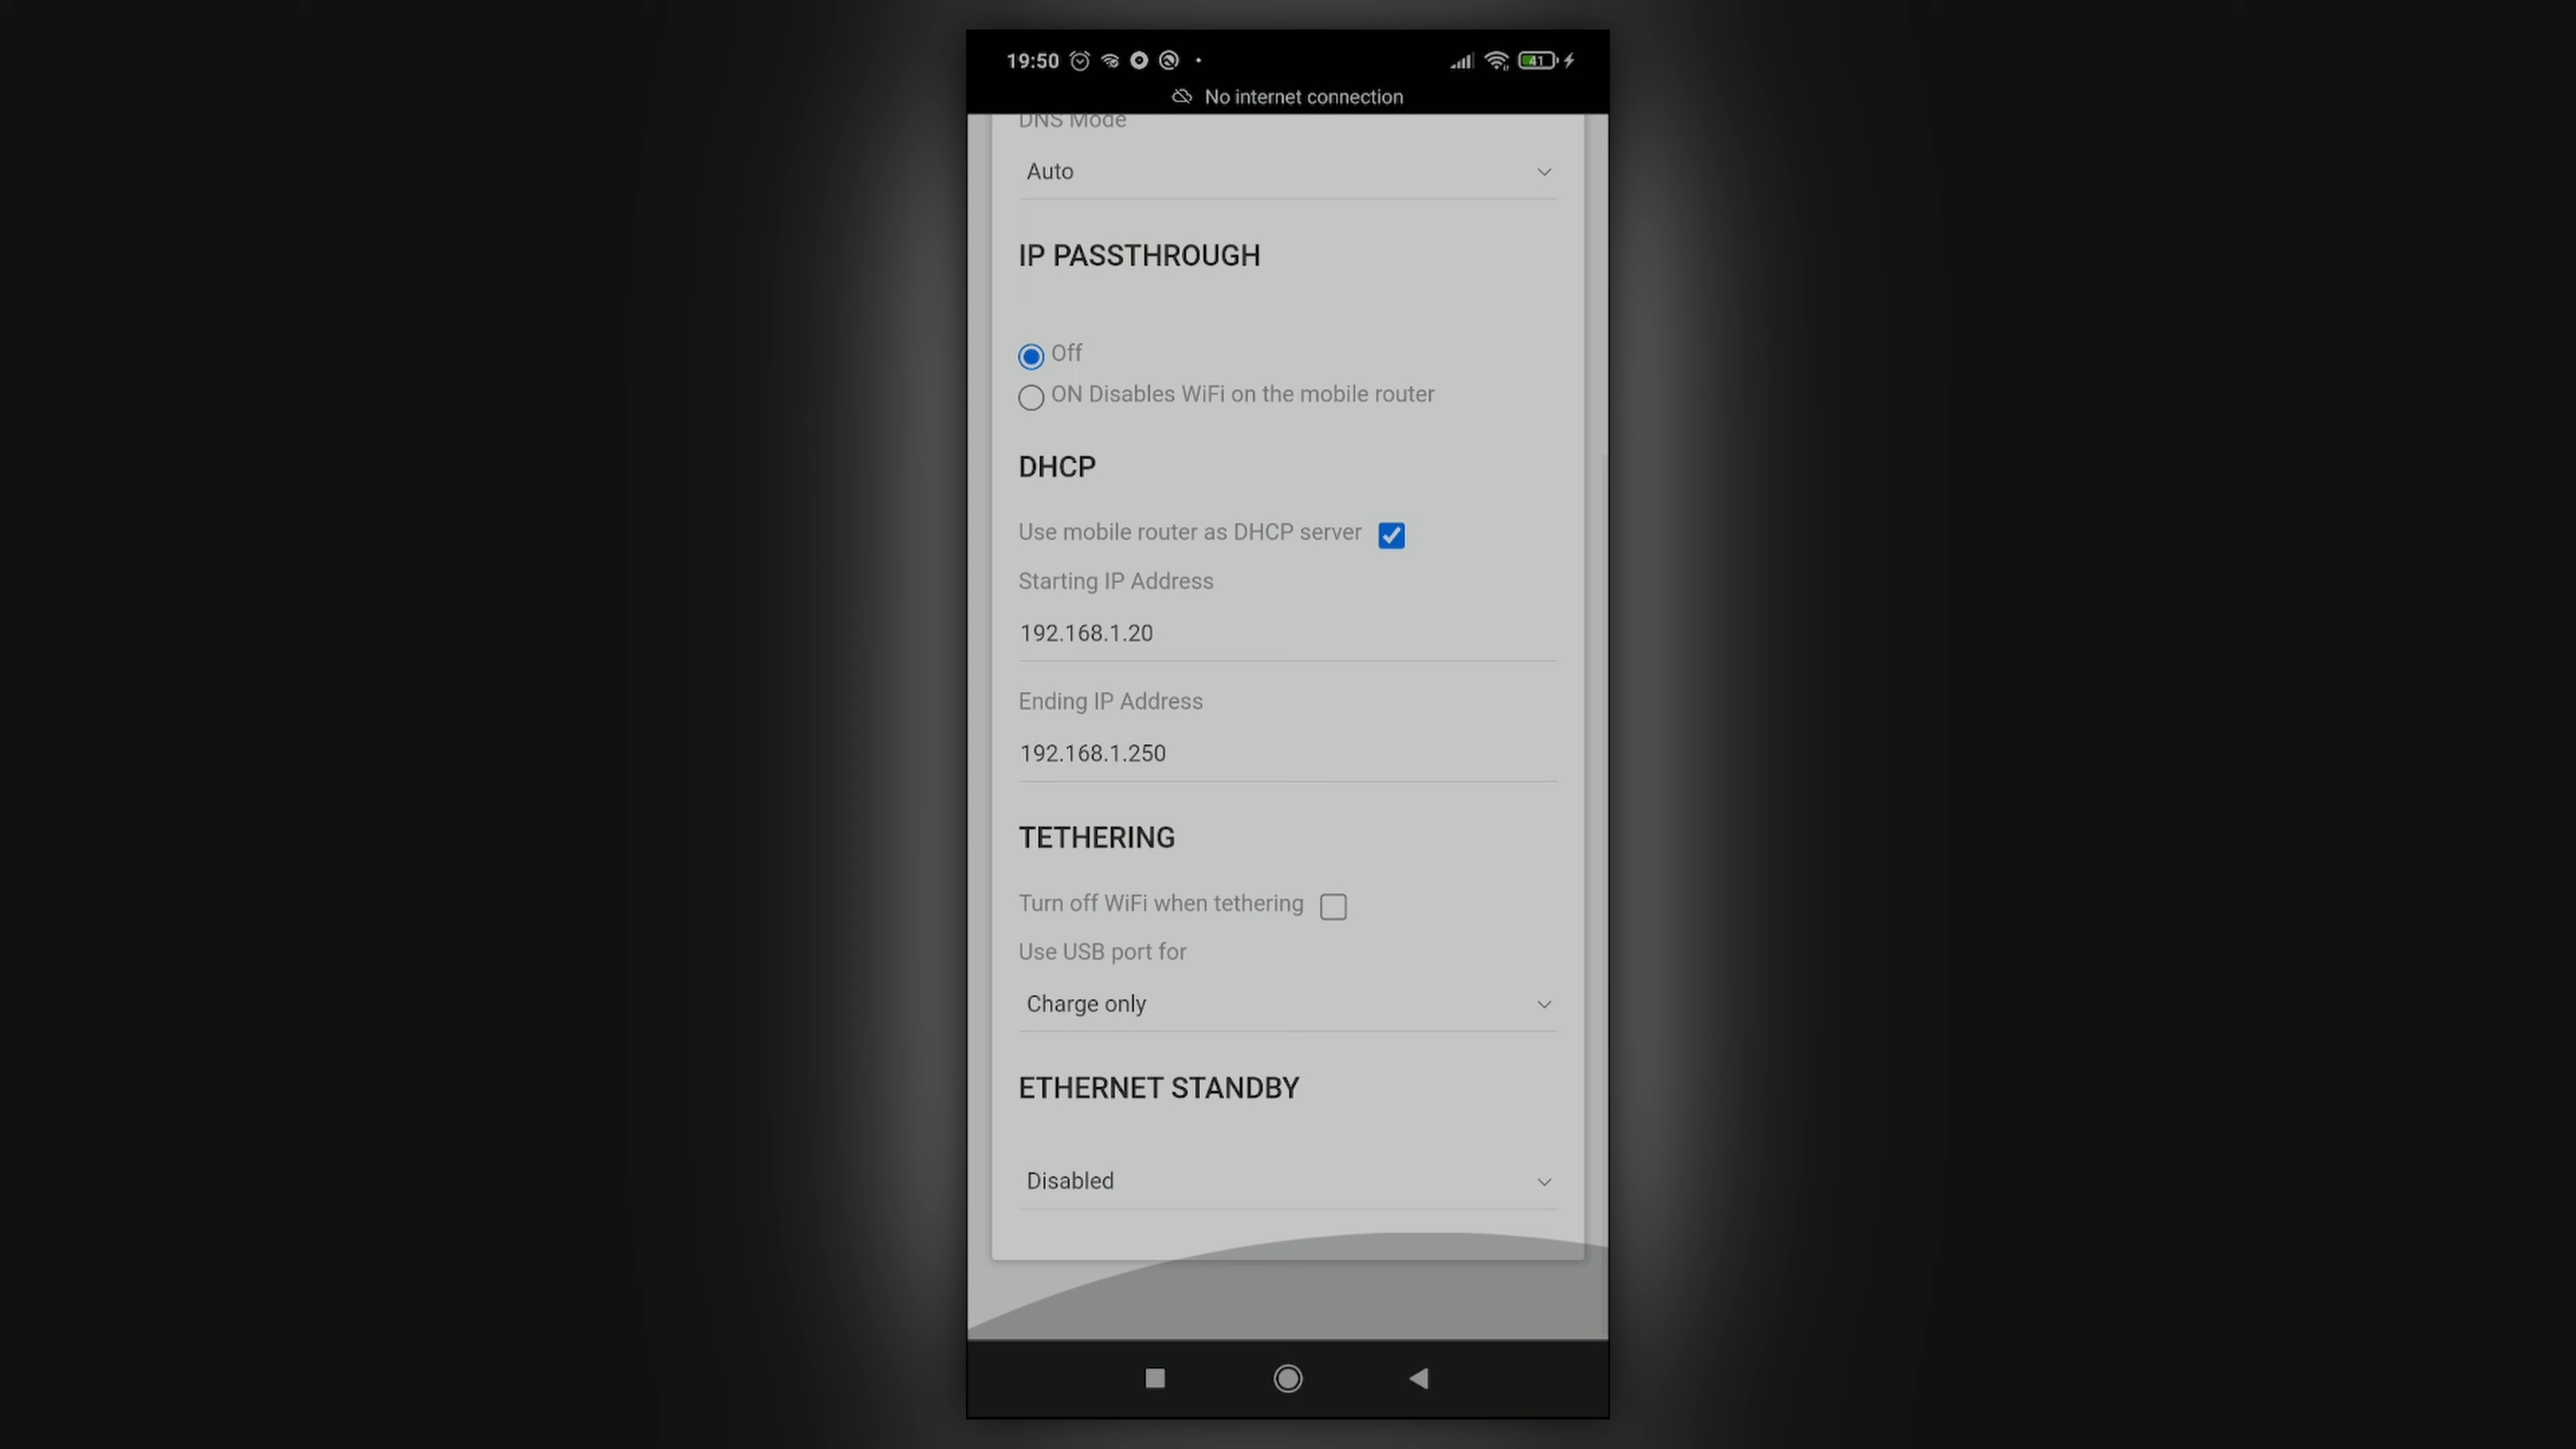 19:50
41
No internet connection
DNS Mode
Auto
IP PASSTHROUGH
Off
ON Disables WiFi on the mobile router
DHCP
Use mobile router as DHCP server
Starting IP Address
192.168.1.20
Ending IP Address
192.168.1.250
TETHERING
Turn off WiFi when tethering
Use USB port for
Charge only
ETHERNET STANDBY
Disabled